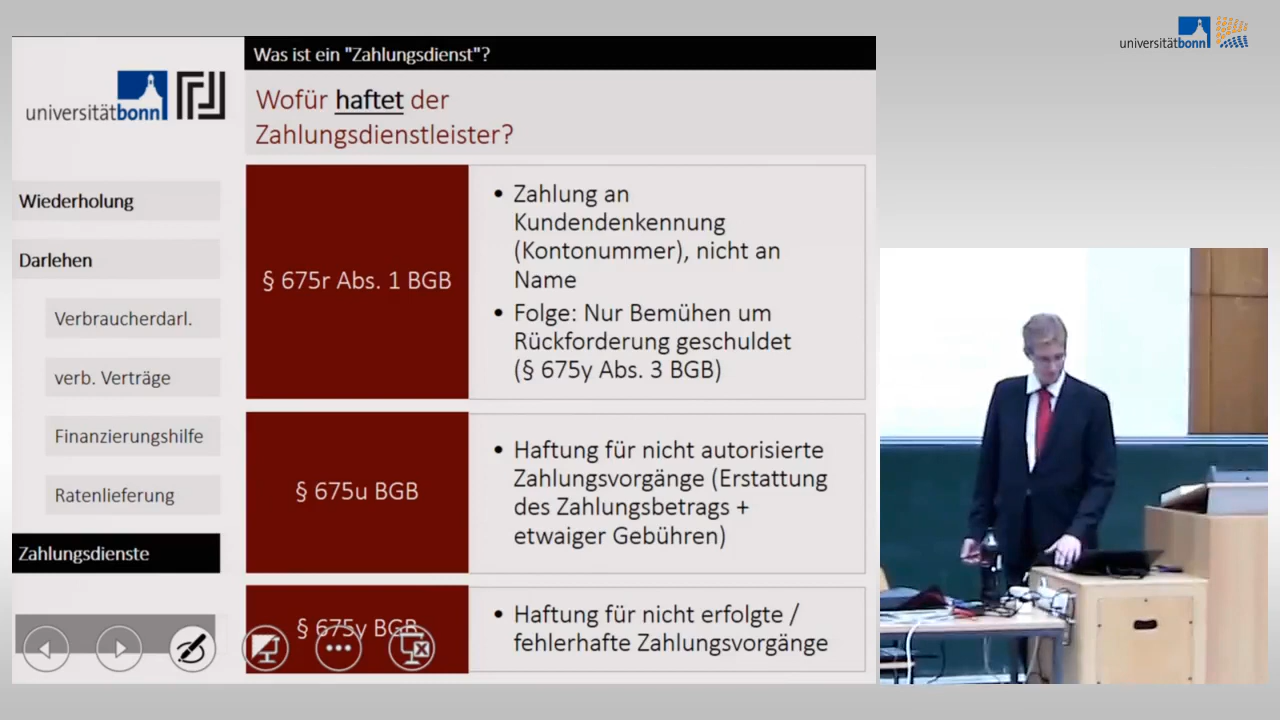 universitätbonn
Was ist ein "Zahlungsdienst"?
universitätbonn
Wofür haftet der
Zahlungsdienstleister?
Wiederholung
Darlehen
Verbraucherdarl.
verb. Verträge
Finanzierungshilfe
Ratenlieferung
Zahlungsdienste
§ 675r Abs. 1 BGB
• Zahlung an
Kundendenkennung
(Kontonummer), nicht an
Name
• Folge: Nur Bemühen um
Rückforderung geschuldet
(§ 675y Abs. 3 BGB)
§ 675u BGB
• Haftung für nicht autorisierte
Zahlungsvorgänge (Erstattung
des Zahlungsbetrags +
etwaiger Gebühren)
§ 675y BGB
• Haftung für nicht erfolgte /
fehlerhafte Zahlungsvorgänge